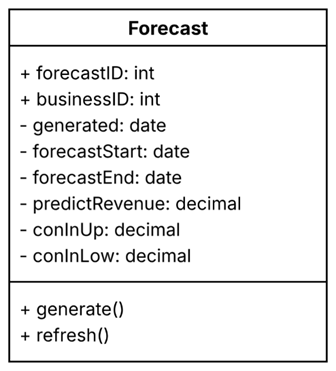 Forecast
+ forecastID: int
+ businessID: int
- generated: date
- forecastStart: date
- forecastEnd: date
- predictRevenue: decimal
- conInUp: decimal
- conInLow: decimal
+ generate()
+ refresh()